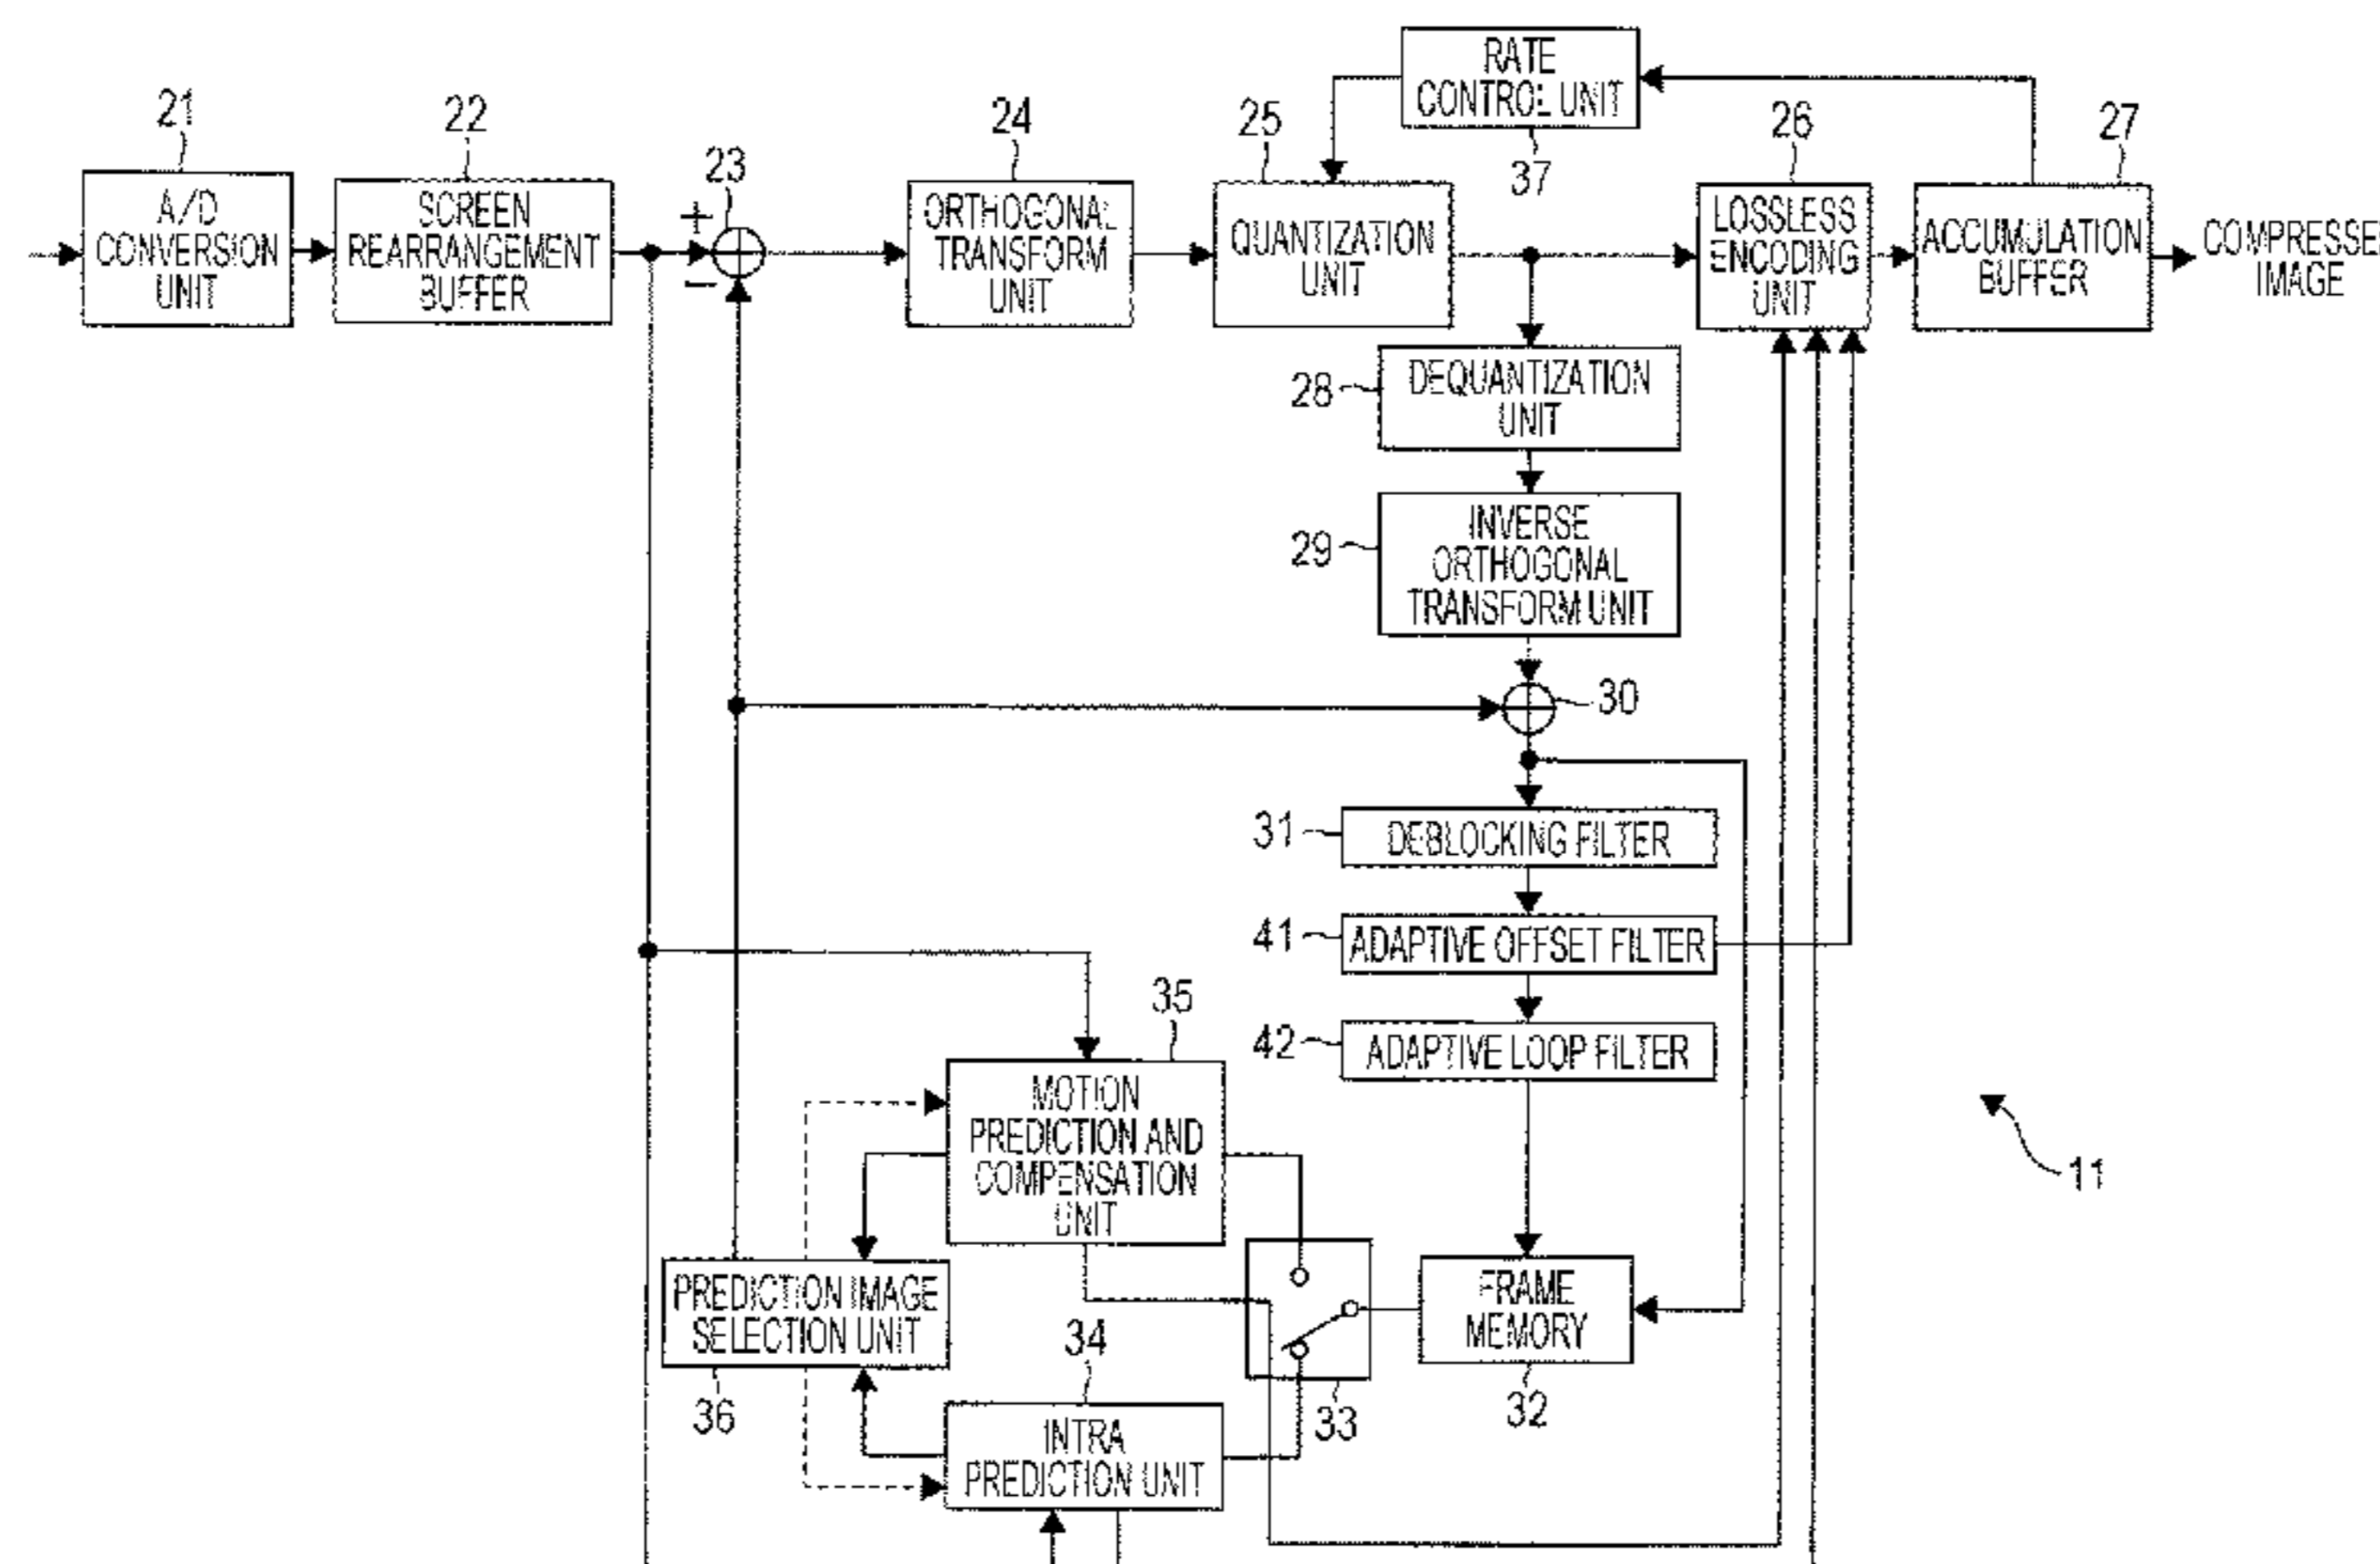 RATE
CONTROL UNIT
37
21
22
23
24
25
26
27
A/D
CONVERSION
UNIT
SCREEN
REARRANGEMENT
BUFFER
+
−
ORTHOGONAL
TRANSFORM
UNIT
QUANTIZATION
UNIT
LOSSLESS
ENCODING
UNIT
ACCUMULATION
BUFFER
COMPRESSE
IMAGE
28
DEQUANTIZATION
UNIT
29
INVERSE
ORTHOGONAL
TRANSFORM UNIT
30
31
DEBLOCKING FILTER
41
ADAPTIVE OFFSET FILTER
42
ADAPTIVE LOOP FILTER
35
MOTION
PREDICTION AND
COMPENSATION
UNIT
11
PREDICTION IMAGE
SELECTION UNIT
36
34
INTRA
PREDICTION UNIT
33
FRAME
MEMORY
32